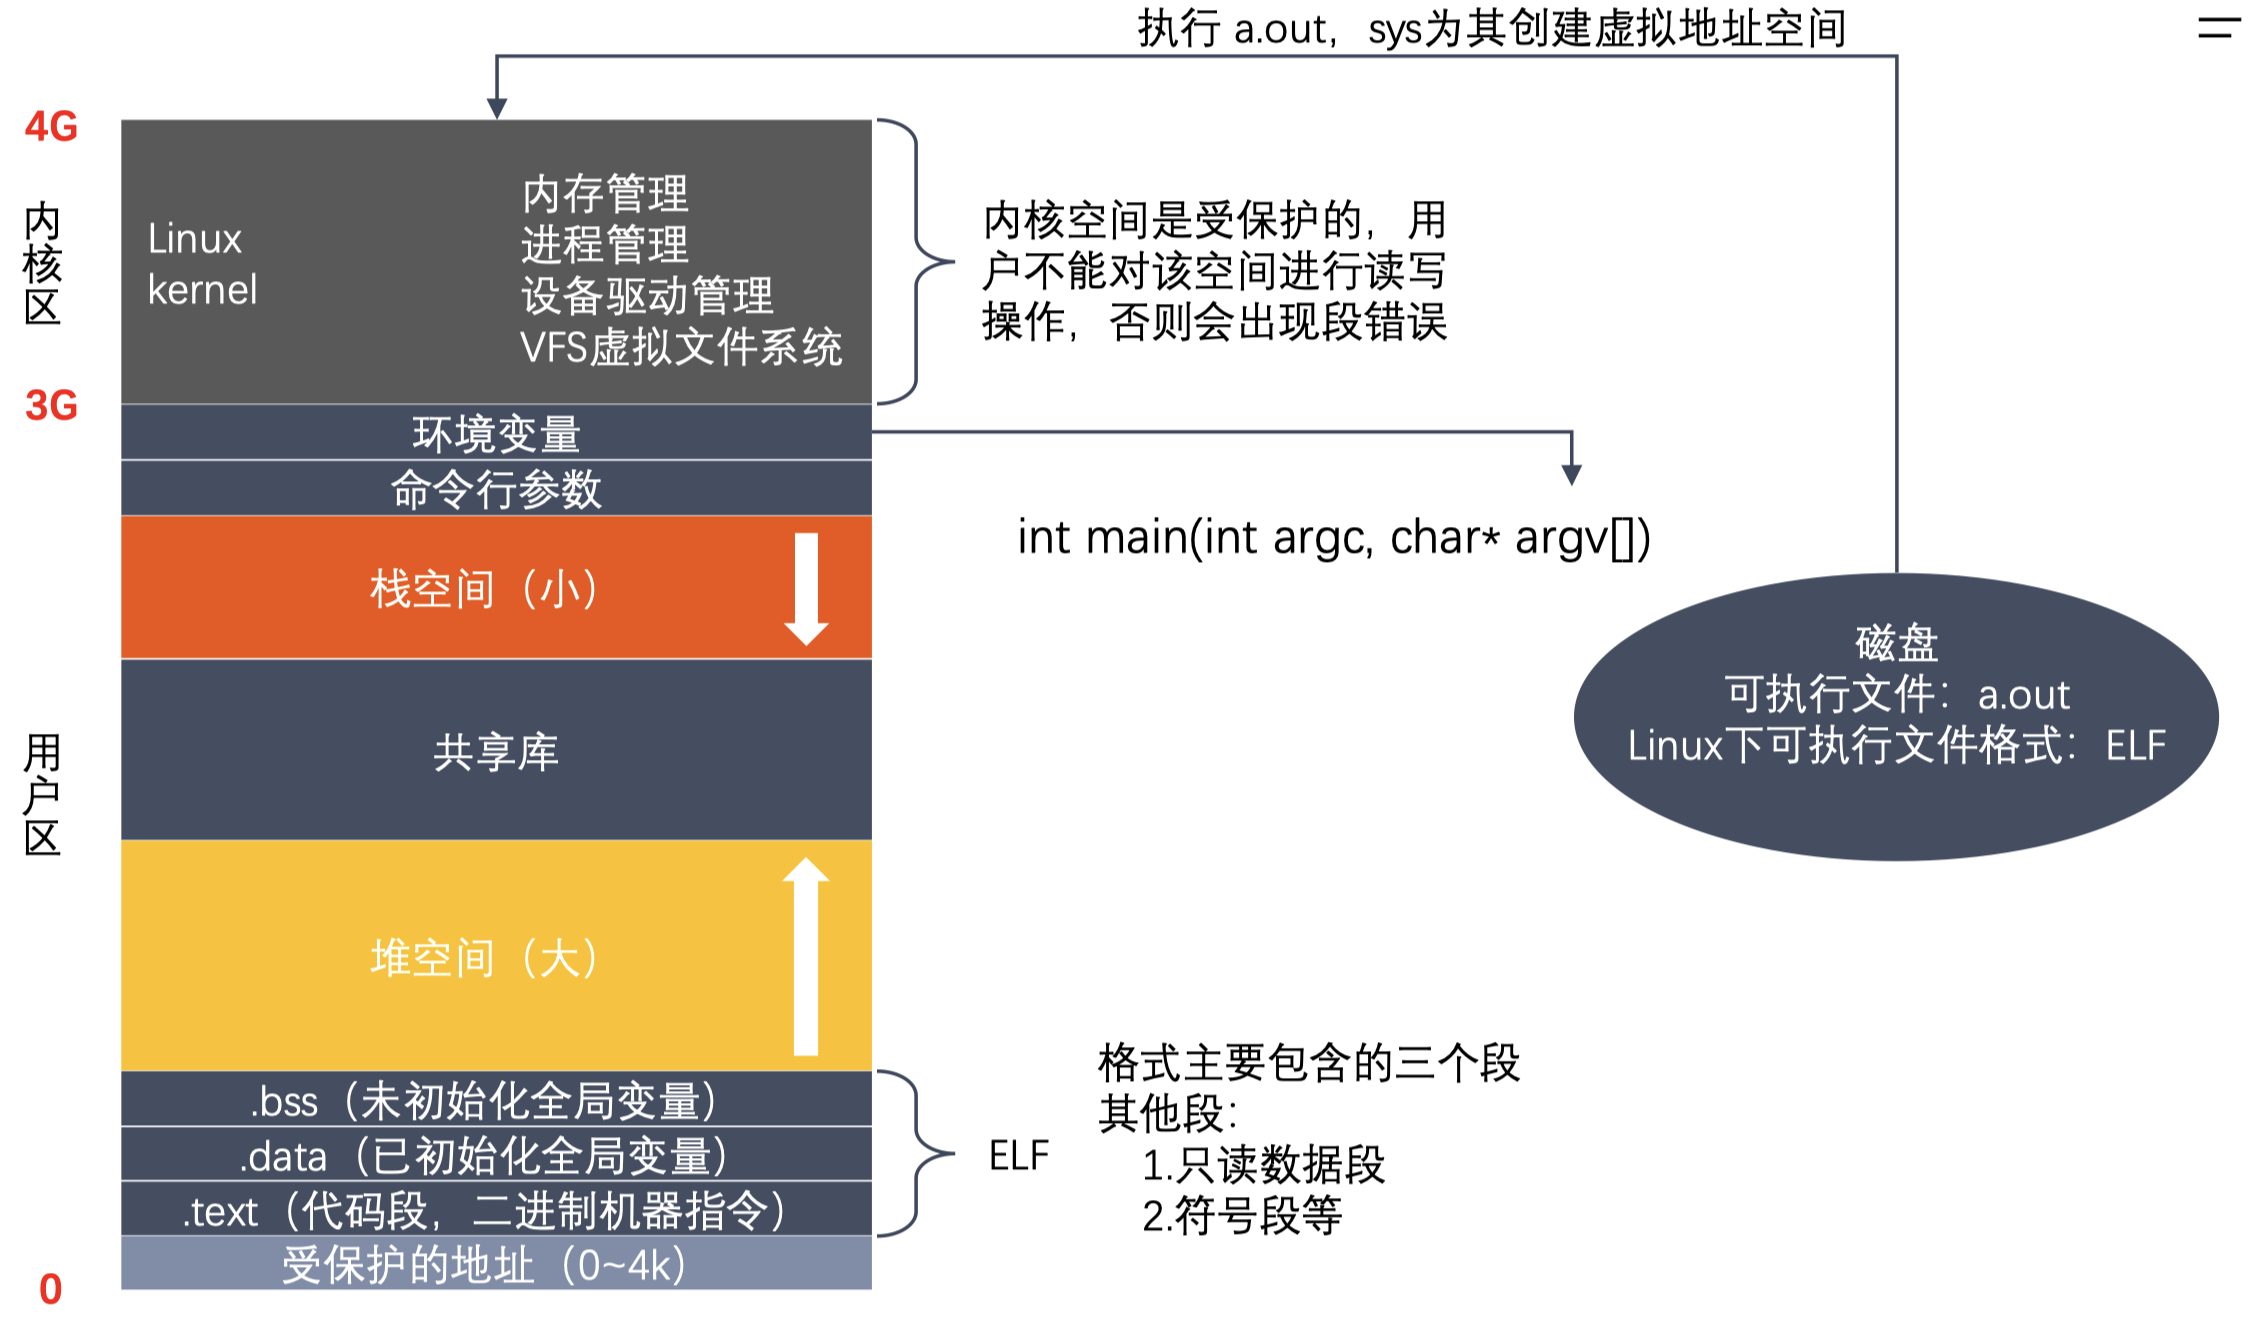 执行 a.out，sys为其创建虚拟地址空间
4G
内核区
Linux
kernel
内存管理
进程管理
设备驱动管理
VFS虚拟文件系统
内核空间是受保护的，用
户不能对该空间进行读写
操作，否则会出现段错误
3G
环境变量
命令行参数
int main(int argc, char* argv[])
栈空间（小）
用户区
共享库
磁盘
可执行文件：a.out
Linux下可执行文件格式：ELF
堆空间（大）
.bss（未初始化全局变量）
.data（已初始化全局变量）
.text（代码段，二进制机器指令）
ELF
格式主要包含的三个段
其他段：
1.只读数据段
2.符号段等
受保护的地址（0~4k）
0